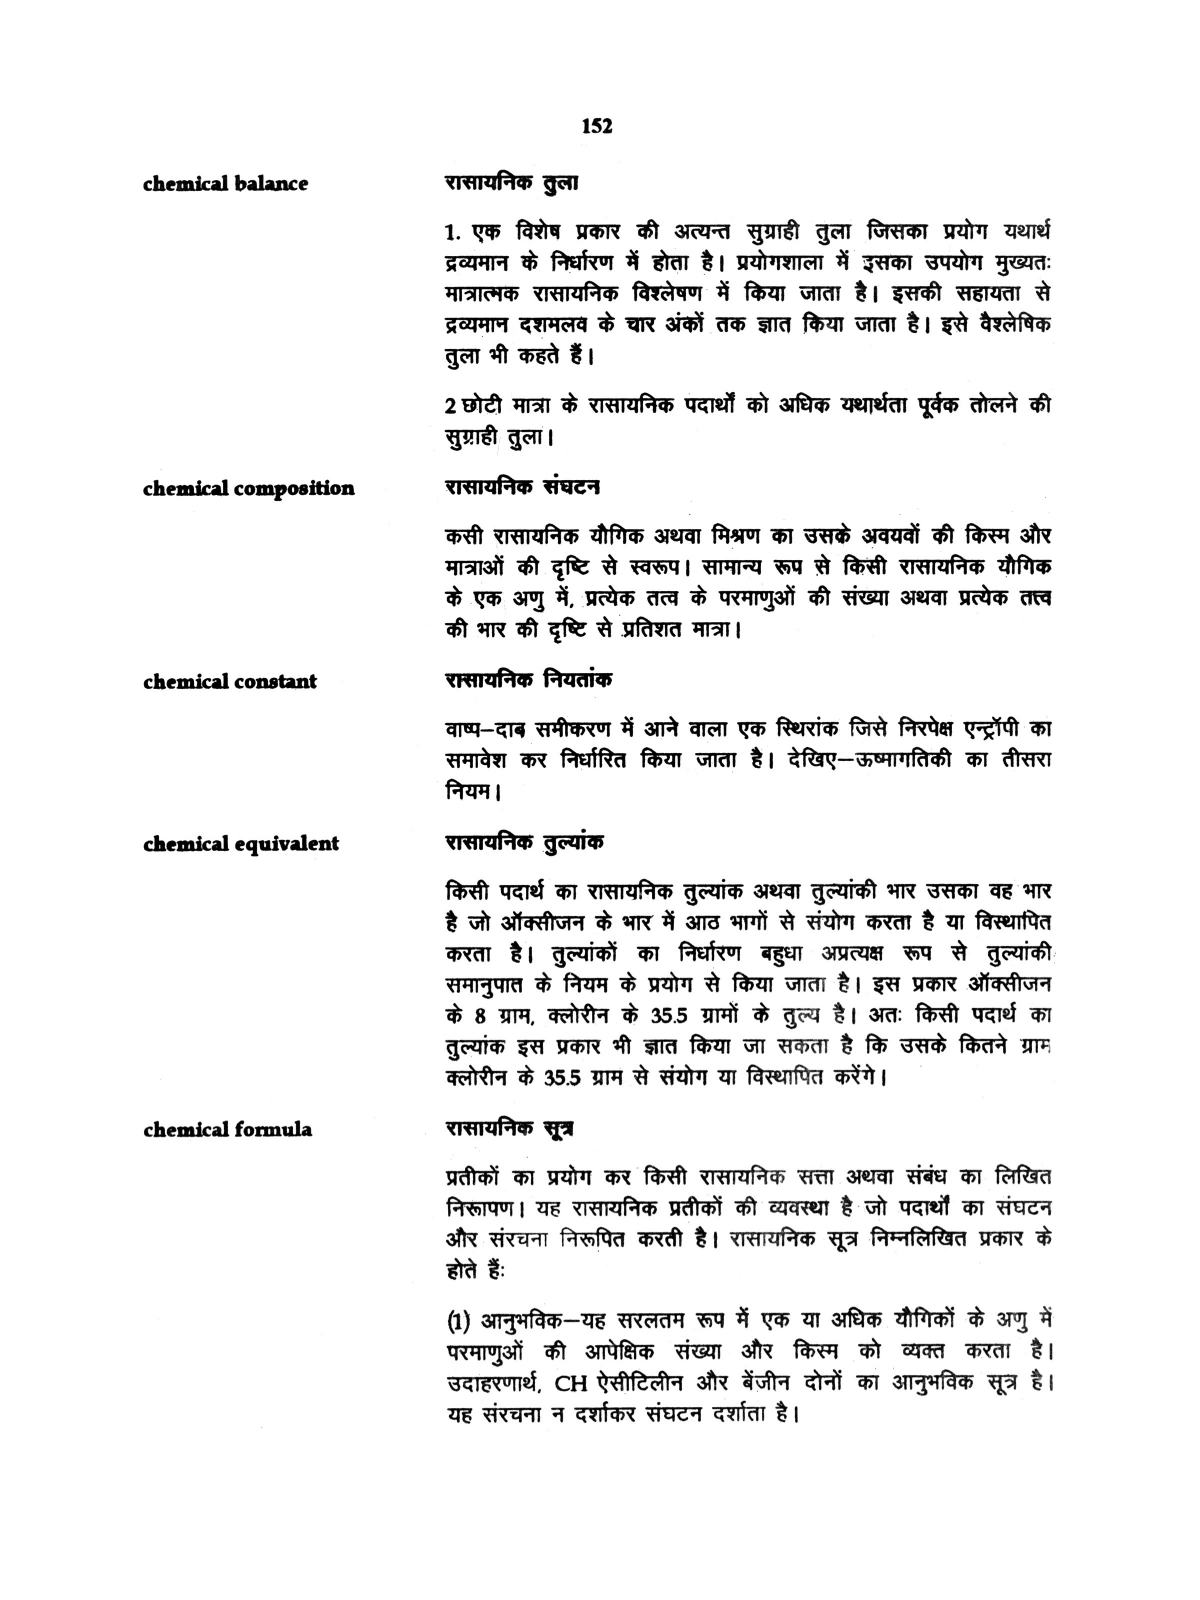 152
chemical balance रासायनिक तुला
1. एक विशेष प्रकार की अत्यन्त सुग्राही तुला जिसका प्रयोग यथार्थ
द्रव्यमान के निर्धारण में होता है। प्रयोगशाला में इसका उपयोग मुख्यतः
मात्रात्मक रासायनिक विश्लेषण में किया जाता है। इसकी सहायता से
द्रव्यमान दशमलव के चार अंकों तक ज्ञात किया जाता है। इसे वैश्लेषिक
तुला भी कहते हैं।
2 छोटी मात्रा के रासायनिक पदार्थों को अधिक यथार्थता पूर्वक तोलने की
सुग्राही तुला।
chemical composition रासायनिक संघटन
कसी रासायनिक यौगिक अथवा मिश्रण का उसके अवयवों की किस्म और
मात्राओं की दृष्टि से स्वरूप। सामान्य रूप से किसी रासायनिक यौगिक
के एक अणु में, प्रत्येक तत्व के परमाणुओं की संख्या अथवा प्रत्येक तत्त्व
की भार की दृष्टि से प्रतिशत मात्रा।
chemical constant रासायनिक नियतांक
वाष्प–दाब समीकरण में आने वाला एक स्थिरांक जिसे निरपेक्ष एन्ट्रॉपी का
समावेश कर निर्धारित किया जाता है। देखिए–ऊष्मागतिकी का तीसरा
नियम।
chemical equivalent रासायनिक तुल्यांक
किसी पदार्थ का रासायनिक तुल्यांक अथवा तुल्यांकी भार उसका वह भार
है जो ऑक्सीजन के भार में आठ भागों से संयोग करता है या विस्थापित
करता है। तुल्यांकों का निर्धारण बहुधा अप्रत्यक्ष रूप से तुल्यांकी
समानुपात के नियम के प्रयोग से किया जाता है। इस प्रकार ऑक्सीजन
के 8 ग्राम, क्लोरीन के 35.5 ग्रामों के तुल्य है। अतः किसी पदार्थ का
तुल्यांक इस प्रकार भी ज्ञात किया जा सकता है कि उसके कितने ग्राम
क्लोरीन के 35.5 ग्राम से संयोग या विस्थापित करेंगे।
chemical formula रासायनिक सूत्र
प्रतीकों का प्रयोग कर किसी रासायनिक सत्ता अथवा संबंध का लिखित
निरूापण। यह रासायनिक प्रतीकों की व्यवस्था है जो पदार्थों का संघटन
और संरचना निरूपित करती है। रासायनिक सूत्र निम्नलिखित प्रकार के
होते हैंः
(1) आनुभविक–यह सरलतम रूप में एक या अधिक यौगिकों के अणु में
परमाणुओं की आपेक्षिक संख्या और किस्म को व्यक्त करता है।
उदाहरणार्थ, CH ऐसीटिलीन और बेंजीन दोनों का आनुभविक सूत्र है।
यह संरचना न दर्शाकर संघटन दर्शाता है।